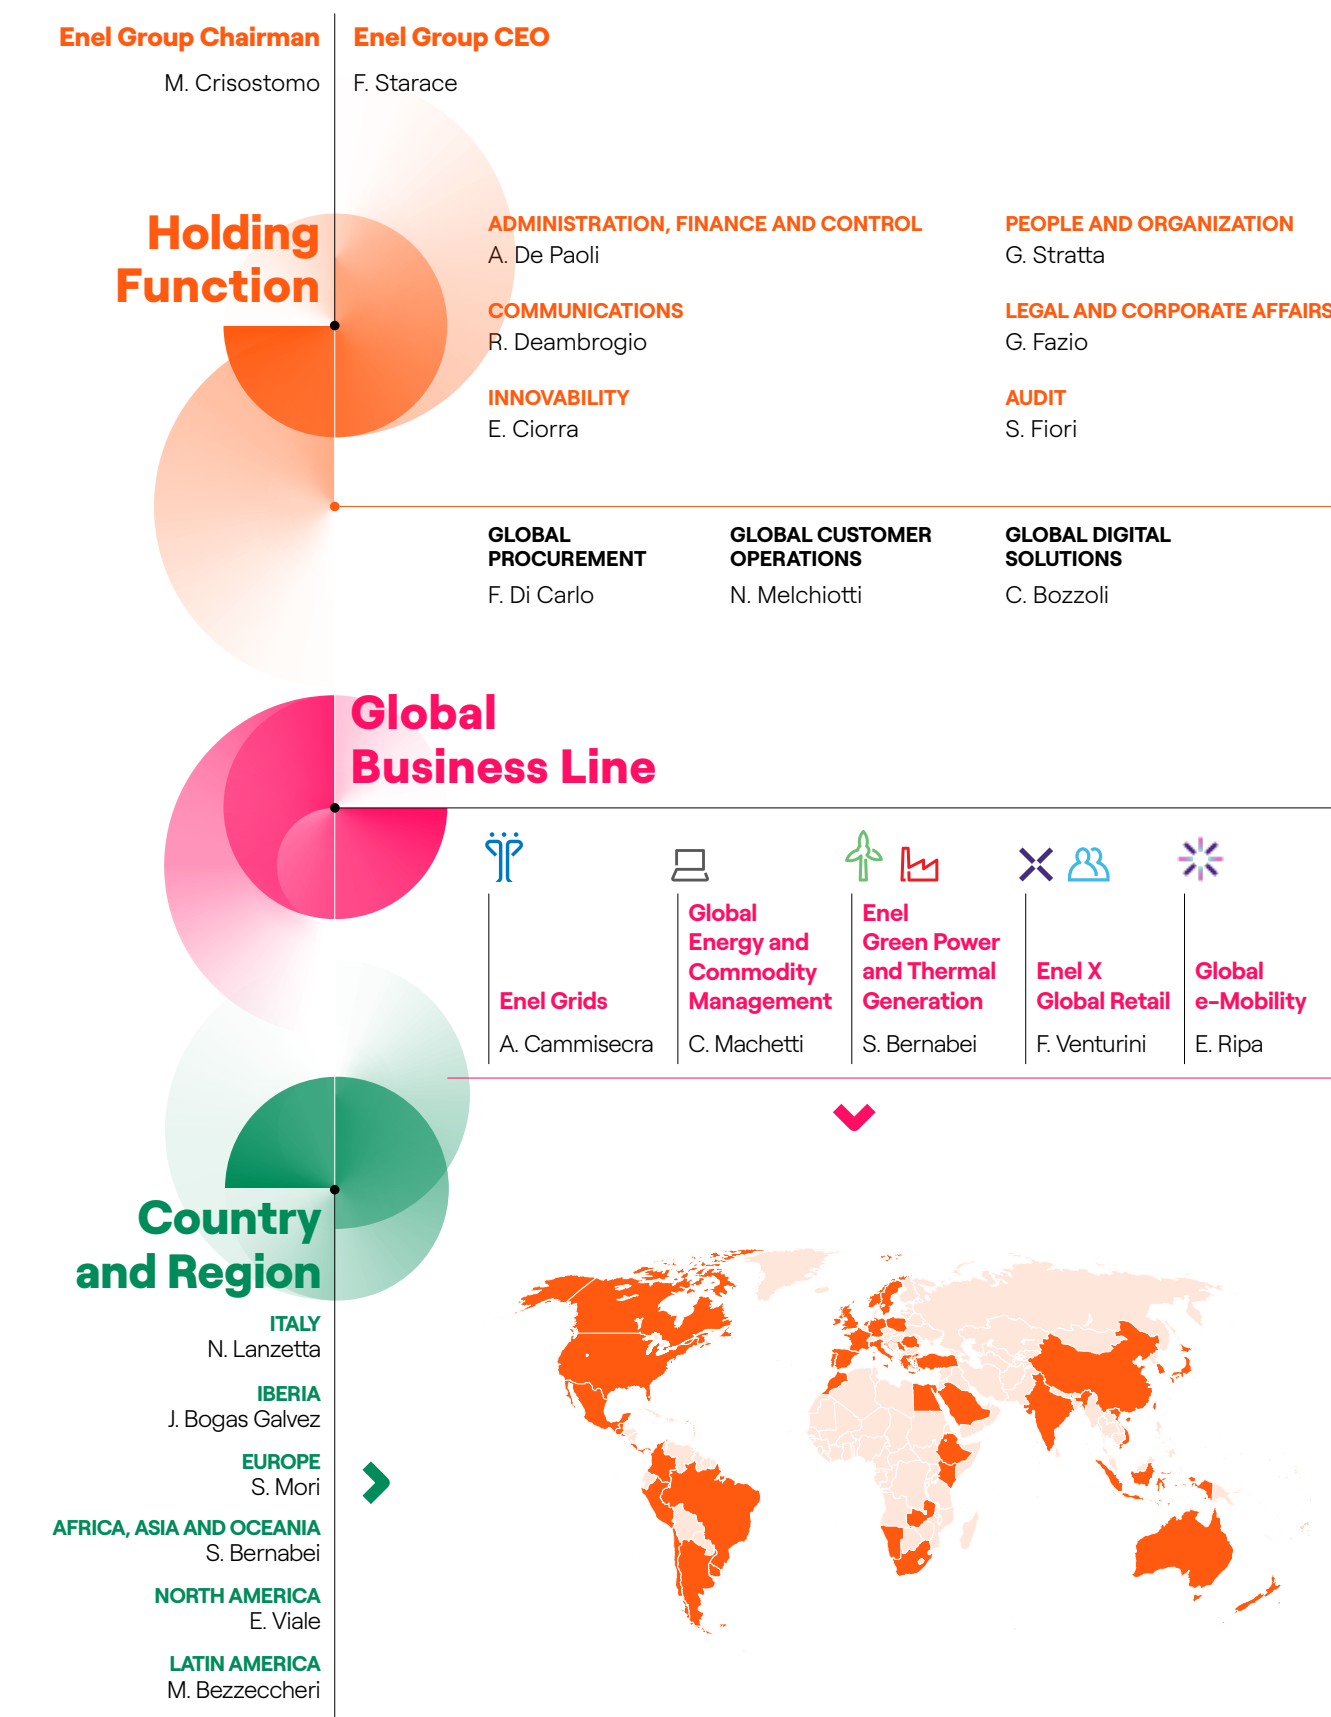 Enel Group Chairman
M. Crisostomo
Enel Group CEO
F. Starace
Holding
Function
ADMINISTRATION, FINANCE AND CONTROL
A. De Paoli
PEOPLE AND ORGANIZATION
G. Stratta
COMMUNICATIONS
R. Deambrogio
LEGAL AND CORPORATE AFFAIRS
G. Fazio
INNOVABILITY
E. Ciorra
AUDIT
S. Fiori
GLOBAL
PROCUREMENT
F. Di Carlo
GLOBAL CUSTOMER
OPERATIONS
N. Melchiotti
GLOBAL DIGITAL
SOLUTIONS
C. Bozzoli
Global
Business Line
Enel Grids
A. Cammisecra
Global
Energy and
Commodity
Management
C. Machetti
Enel
Green Power
and Thermal
Generation
S. Bernabei
Enel X
Global Retail
F. Venturini
Global
e-Mobility
E. Ripa
Country
and Region
ITALY
N. Lanzetta
IBERIA
J. Bogas Galvez
EUROPE
S. Mori
AFRICA, ASIA AND OCEANIA
S. Bernabei
NORTH AMERICA
E. Viale
LATIN AMERICA
M. Bezzeccheri